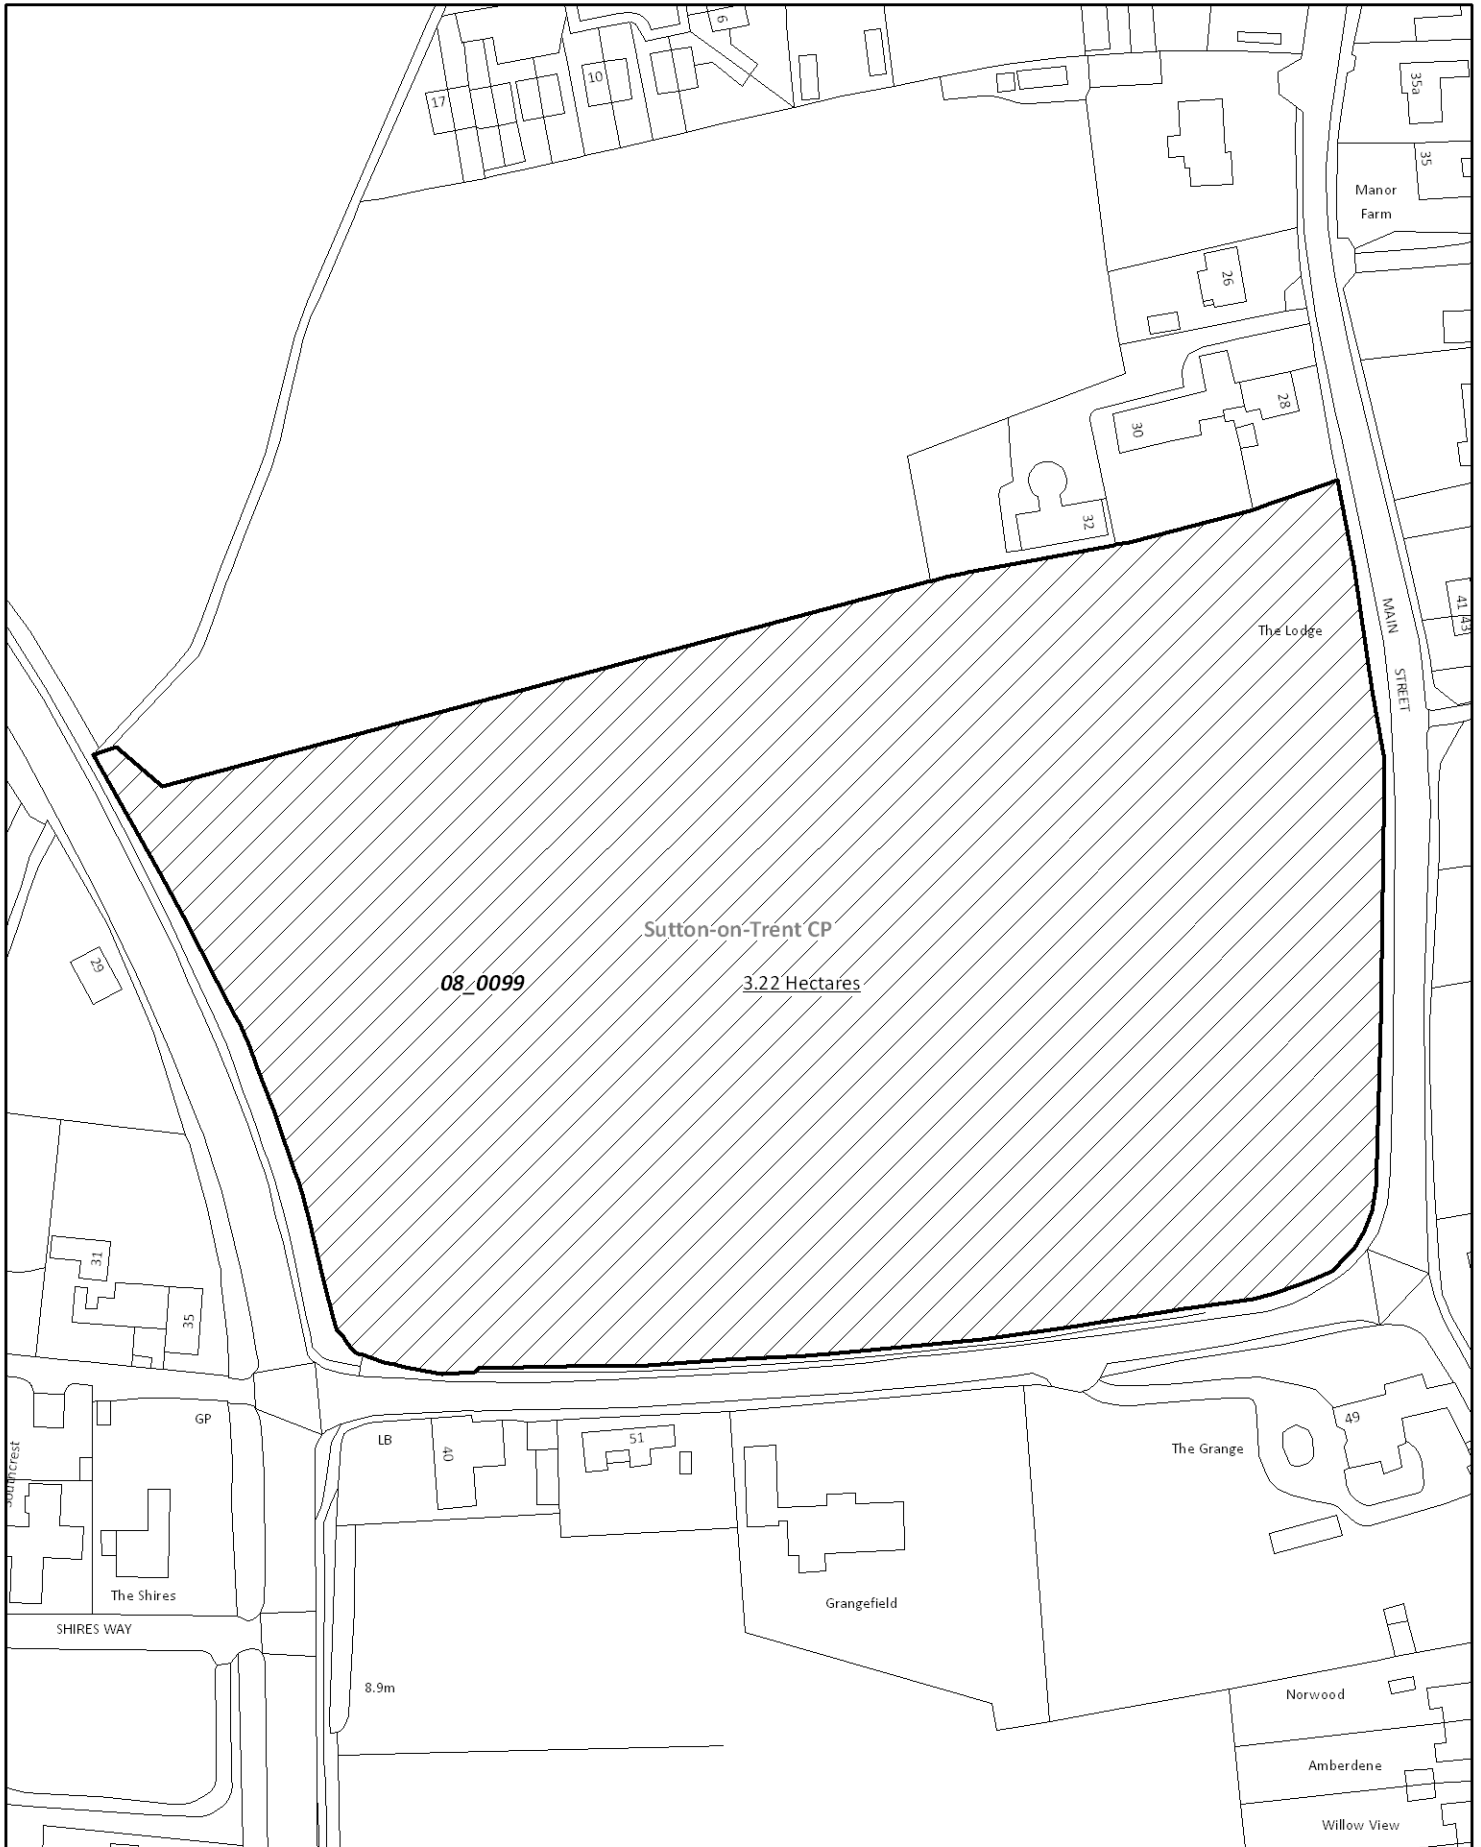 6
17
10
35a
35
Manor
Farm
26
28
30
32
MAIN
STREET
The Lodge
41
43
Sutton-on-Trent CP
08_0099
3.22 Hectares
29
31
35
GP
LB
40
51
49
The Grange
Southcrest
The Shires
Grangefield
SHIRES WAY
8.9m
Norwood
Amberdene
Willow View